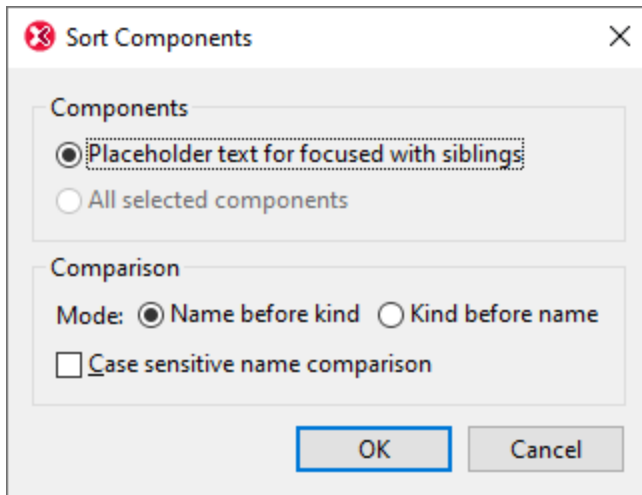 Sort Components
Components
Placeholder text for focused with siblings
All selected components
Comparison
Mode: Name before kind Kind before name
Case sensitive name comparison
OK Cancel